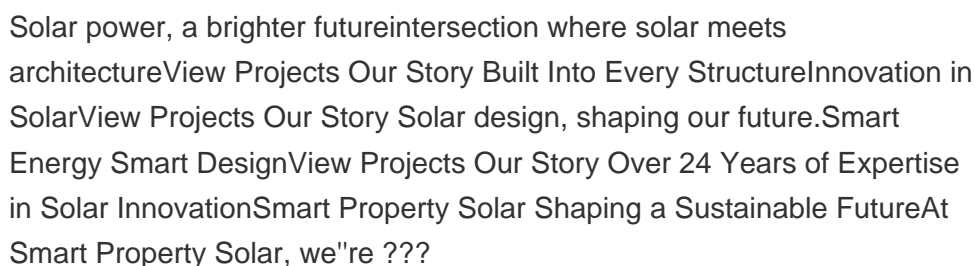 Solar power, a brighter futureintersection where solar meets
architectureView Projects Our Story Built Into Every StructureInnovation in
SolarView Projects Our Story Solar design, shaping our future.Smart
Energy Smart DesignView Projects Our Story Over 24 Years of Expertise
in Solar InnovationSmart Property Solar Shaping a Sustainable FutureAt
Smart Property Solar, we"re ???